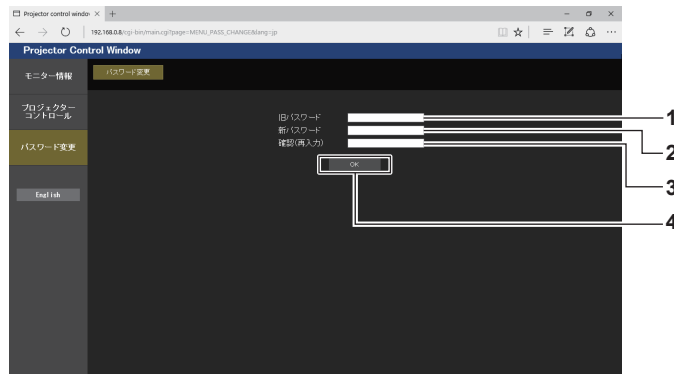 Projector control window
192.168.0.8/cgi-bin/main.cgi?page=MENU_PASS_CHANGE&lang=jp
Projector Control Window
モニター情報
パスワード変更
プロジェクター
コントロール
パスワード変更
English
旧パスワード
新パスワード
確認(再入力)
OK
1
2
3
4